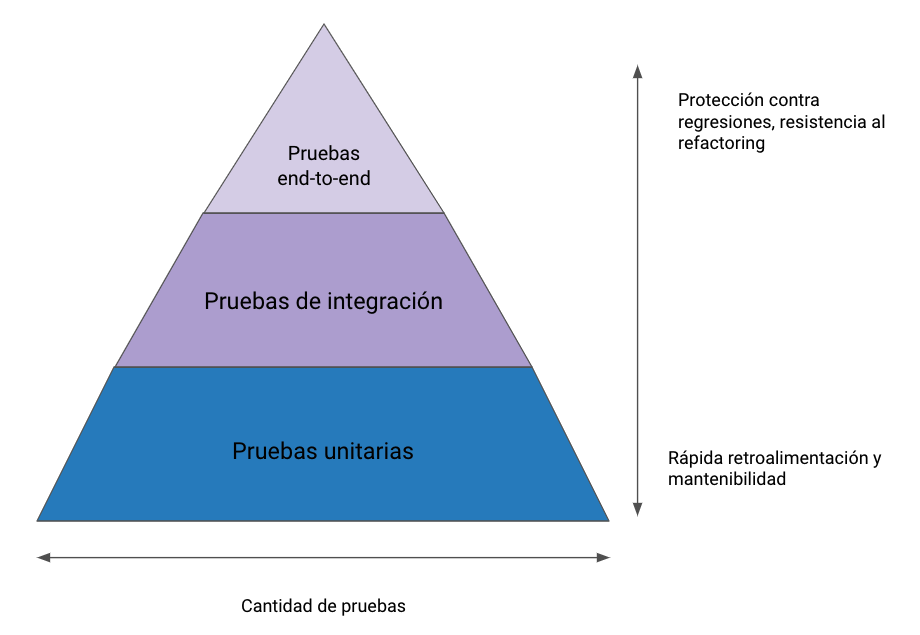 Protección contra
regresiones, resistencia al
refactoring
Pruebas
end-to-end
Pruebas de integración
Pruebas unitarias
Rápida retroalimentación y
mantenibilidad
Cantidad de pruebas